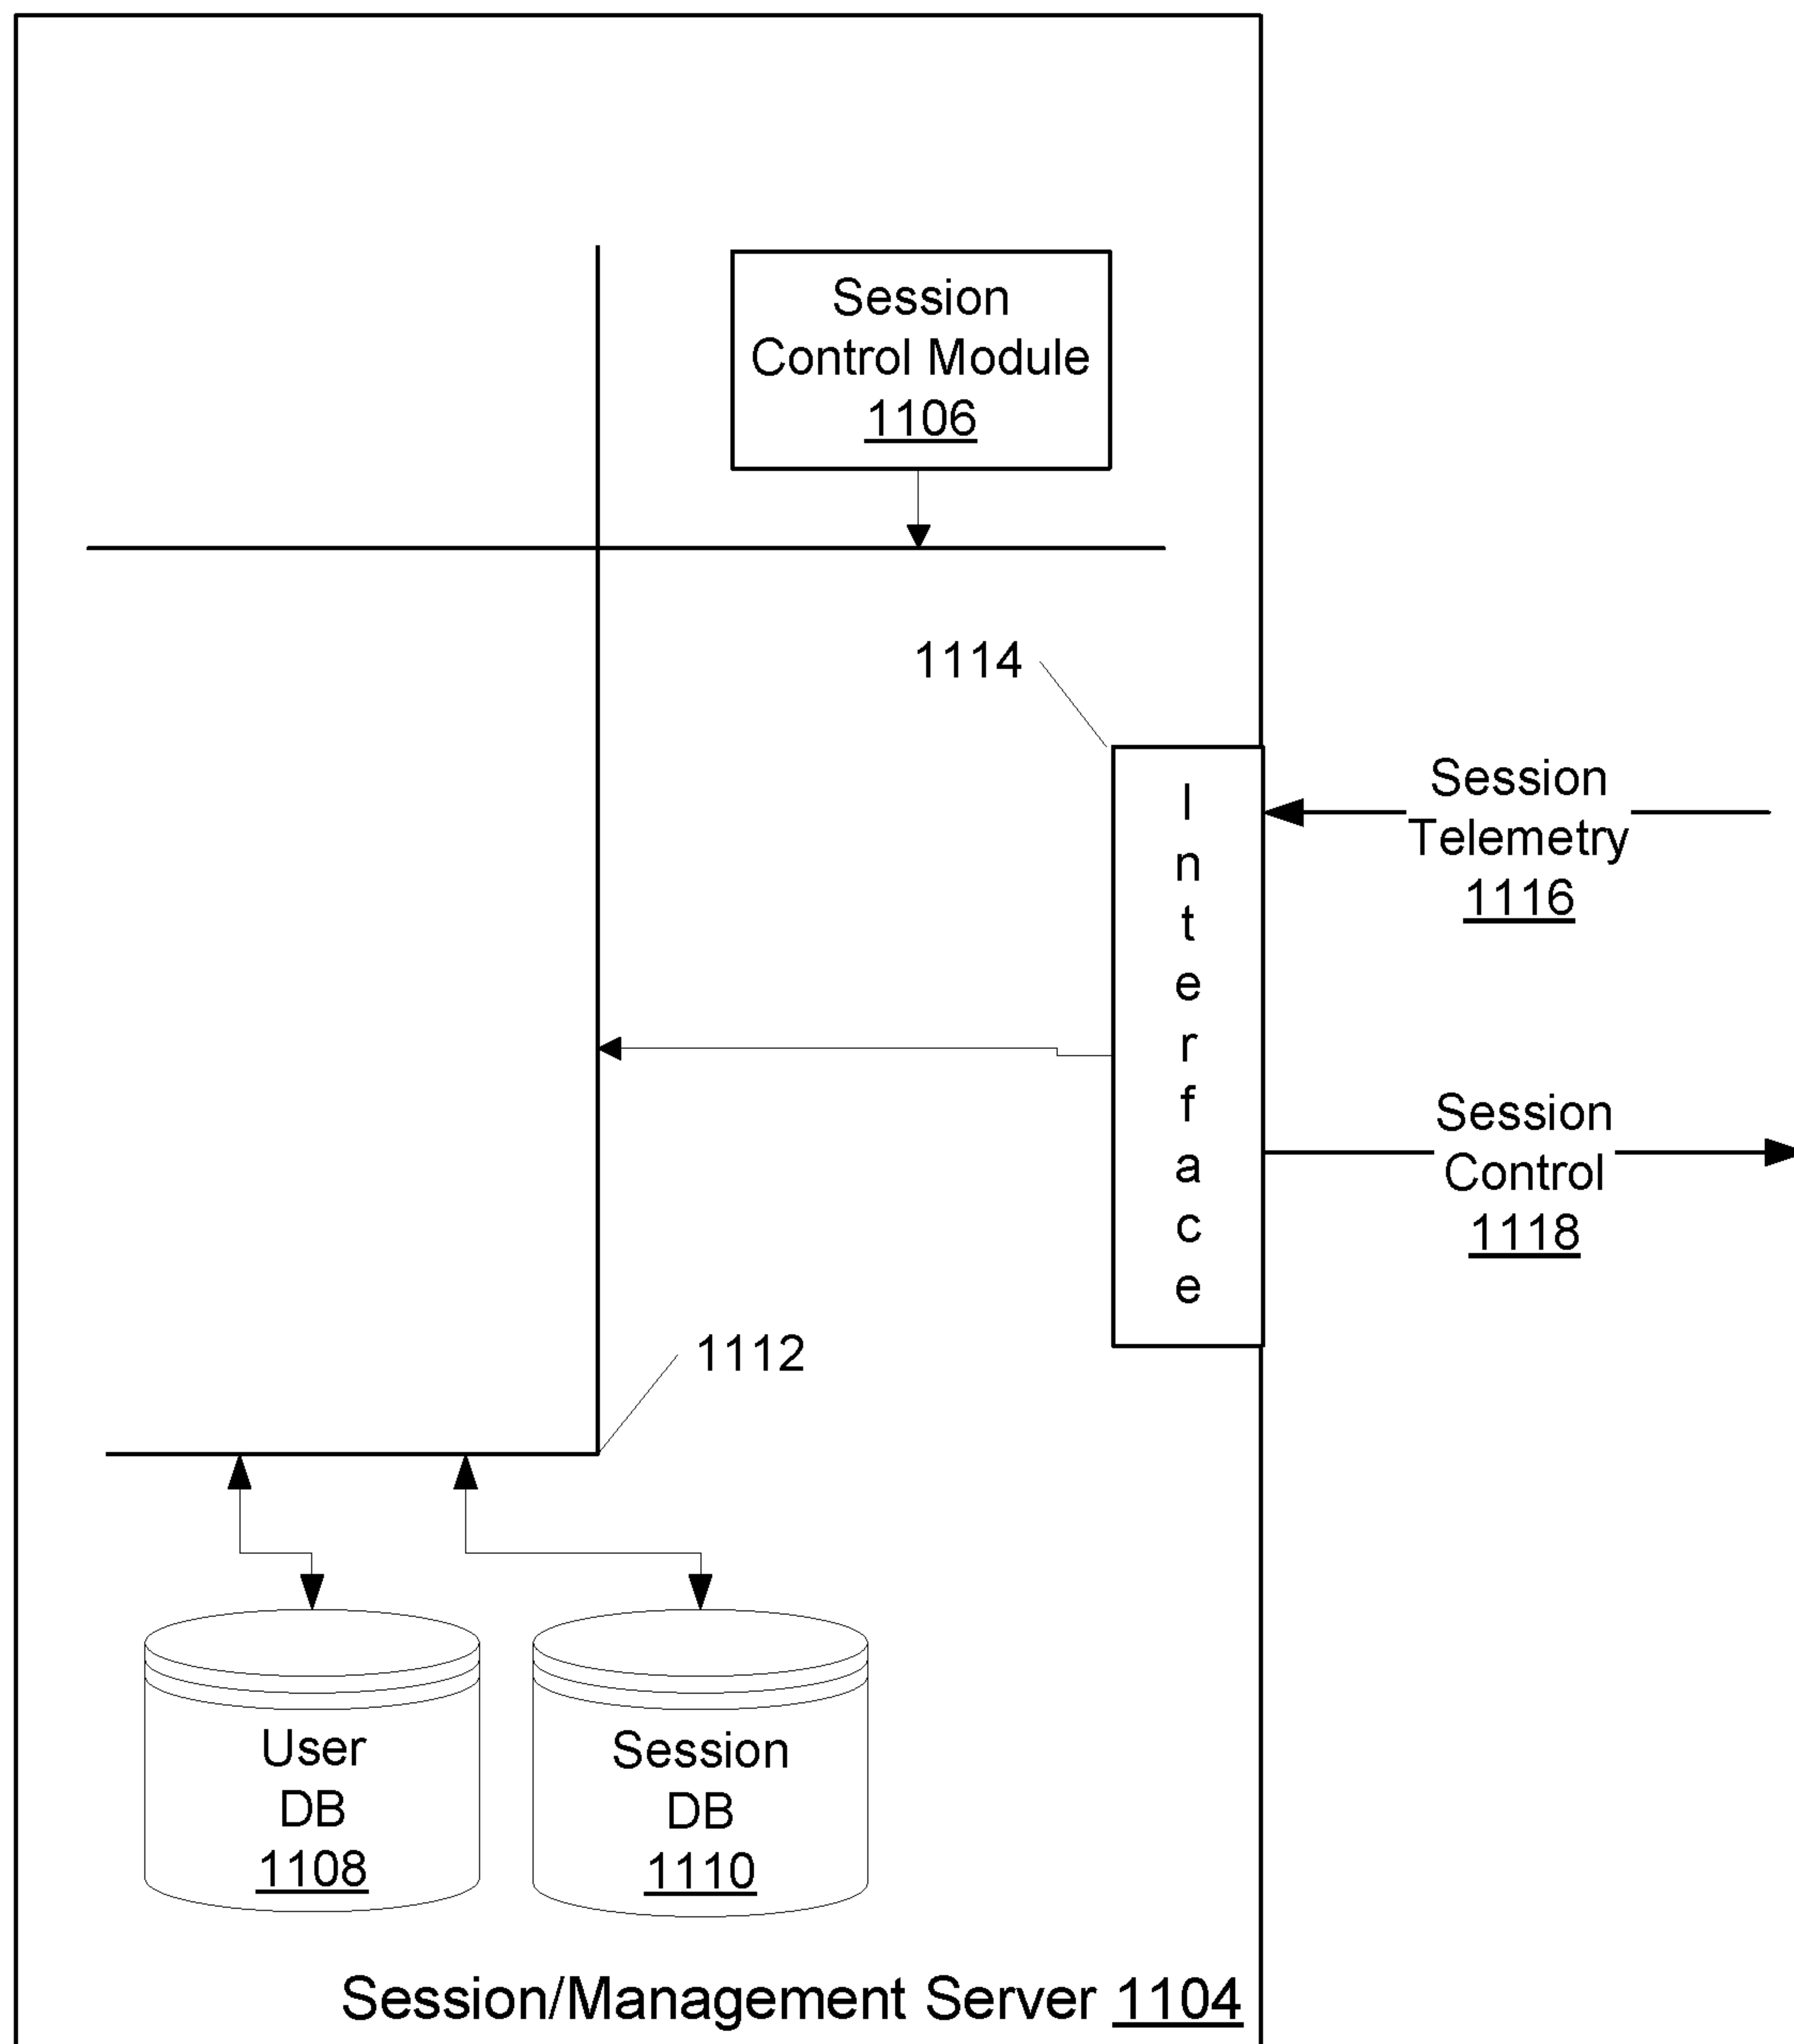 Session
Control Module
1106
1114
Interface
Session
Telemetry
1116
Session
Control
1118
1112
User
DB
1108
Session
DB
1110
Session/Management Server 1104